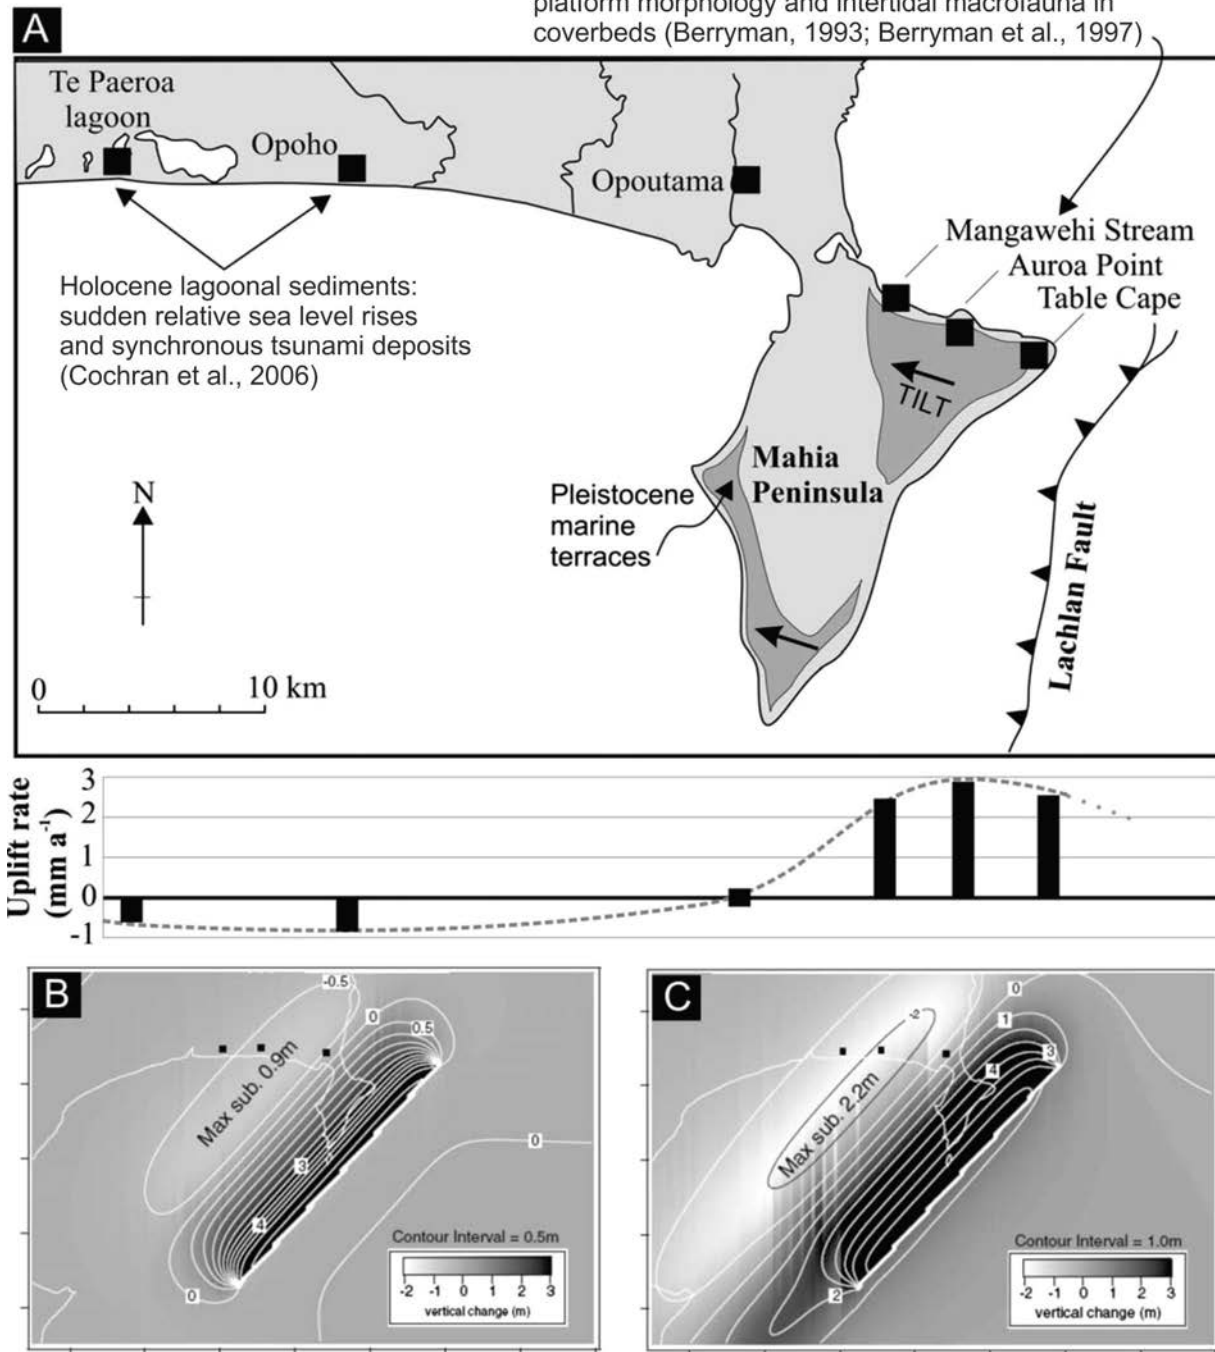 platform morphology and intertidal macrofauna in
coverbeds (Berryman, 1993; Berryman et al., 1997)
A
Te Paeroa
lagoon
Opoho
Opoutama
Mangawehi Stream
Auroa Point
Table Cape
Holocene lagoonal sediments:
sudden relative sea level rises
and synchronous tsunami deposits
(Cochran et al., 2006)
TILT
Mahia
Peninsula
Pleistocene
marine
terraces
N
Lachlan Fault
0 10 km
Uplift rate
(mm a⁻¹)
3
2
1
0
-1
B
-0.5
0
0.5
Max sub. 0.9m
3
0
4
0
Contour Interval = 0.5m
-2 -1 0 1 2 3
vertical change (m)
C
0
-2
1
3
4
Max sub. 2.2m
2
Contour Interval = 1.0m
-2 -1 0 1 2 3
vertical change (m)